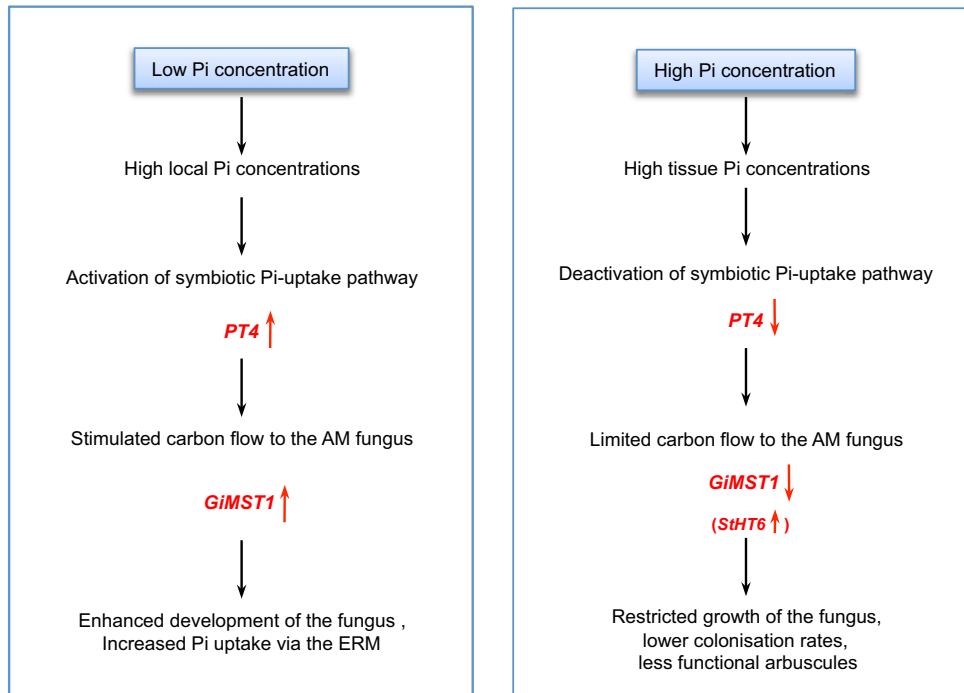 Low Pi concentration
High local Pi concentrations
Activation of symbiotic Pi-uptake pathway
PT4
Stimulated carbon flow to the AM fungus
GiMST1
Enhanced development of the fungus ,
Increased Pi uptake via the ERM
High Pi concentration
High tissue Pi concentrations
Deactivation of symbiotic Pi-uptake pathway
PT4
Limited carbon flow to the AM fungus
GiMST1
(StHT6 )
Restricted growth of the fungus,
lower colonisation rates,
less functional arbuscules